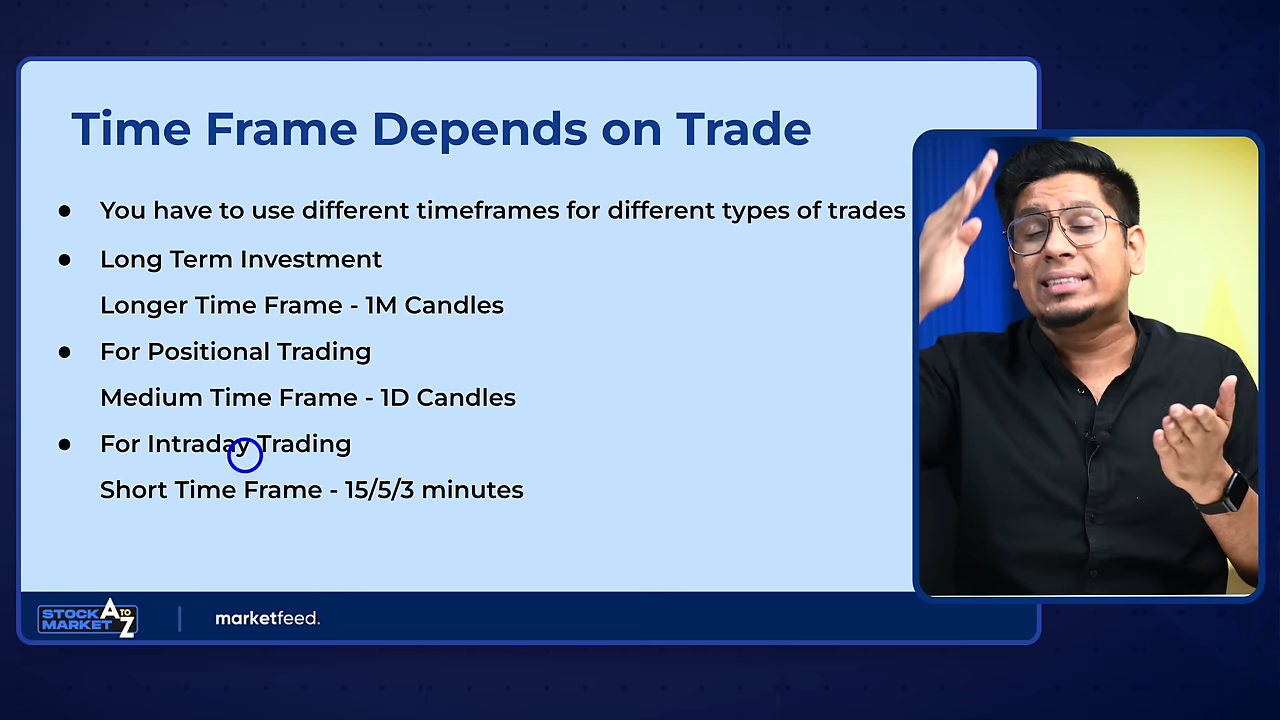 Time Frame Depends on Trade
● You have to use different timeframes for different types of trades
● Long Term Investment
Longer Time Frame - 1M Candles
● For Positional Trading
Medium Time Frame - 1D Candles
● For Intraday Trading
Short Time Frame - 15/5/3 minutes
STOCK MARKET A TO Z
marketfeed.